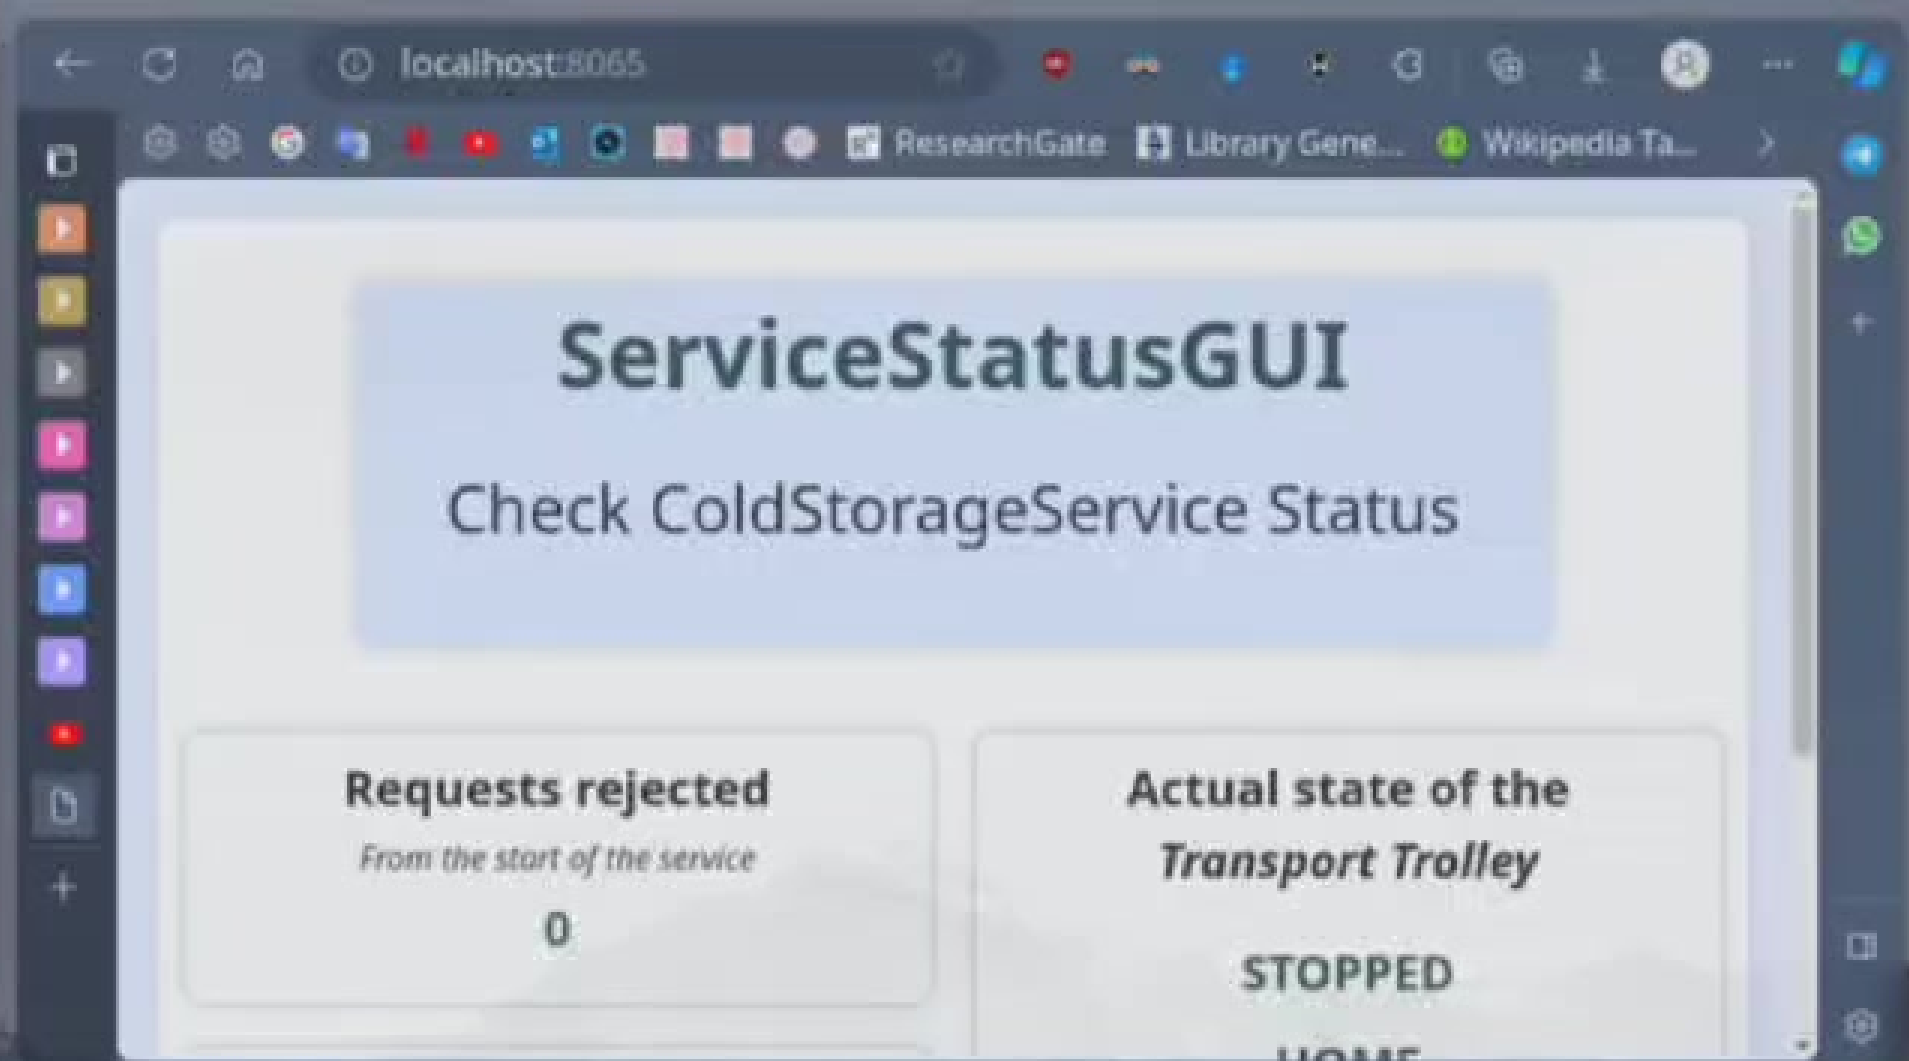 localhost:8065
ResearchGate
Library Gene...
Wikipedia Ta...
ServiceStatusGUI
Check ColdStorageService Status
Requests rejected
From the start of the service
0
Actual state of the
Transport Trolley
STOPPED
HOME